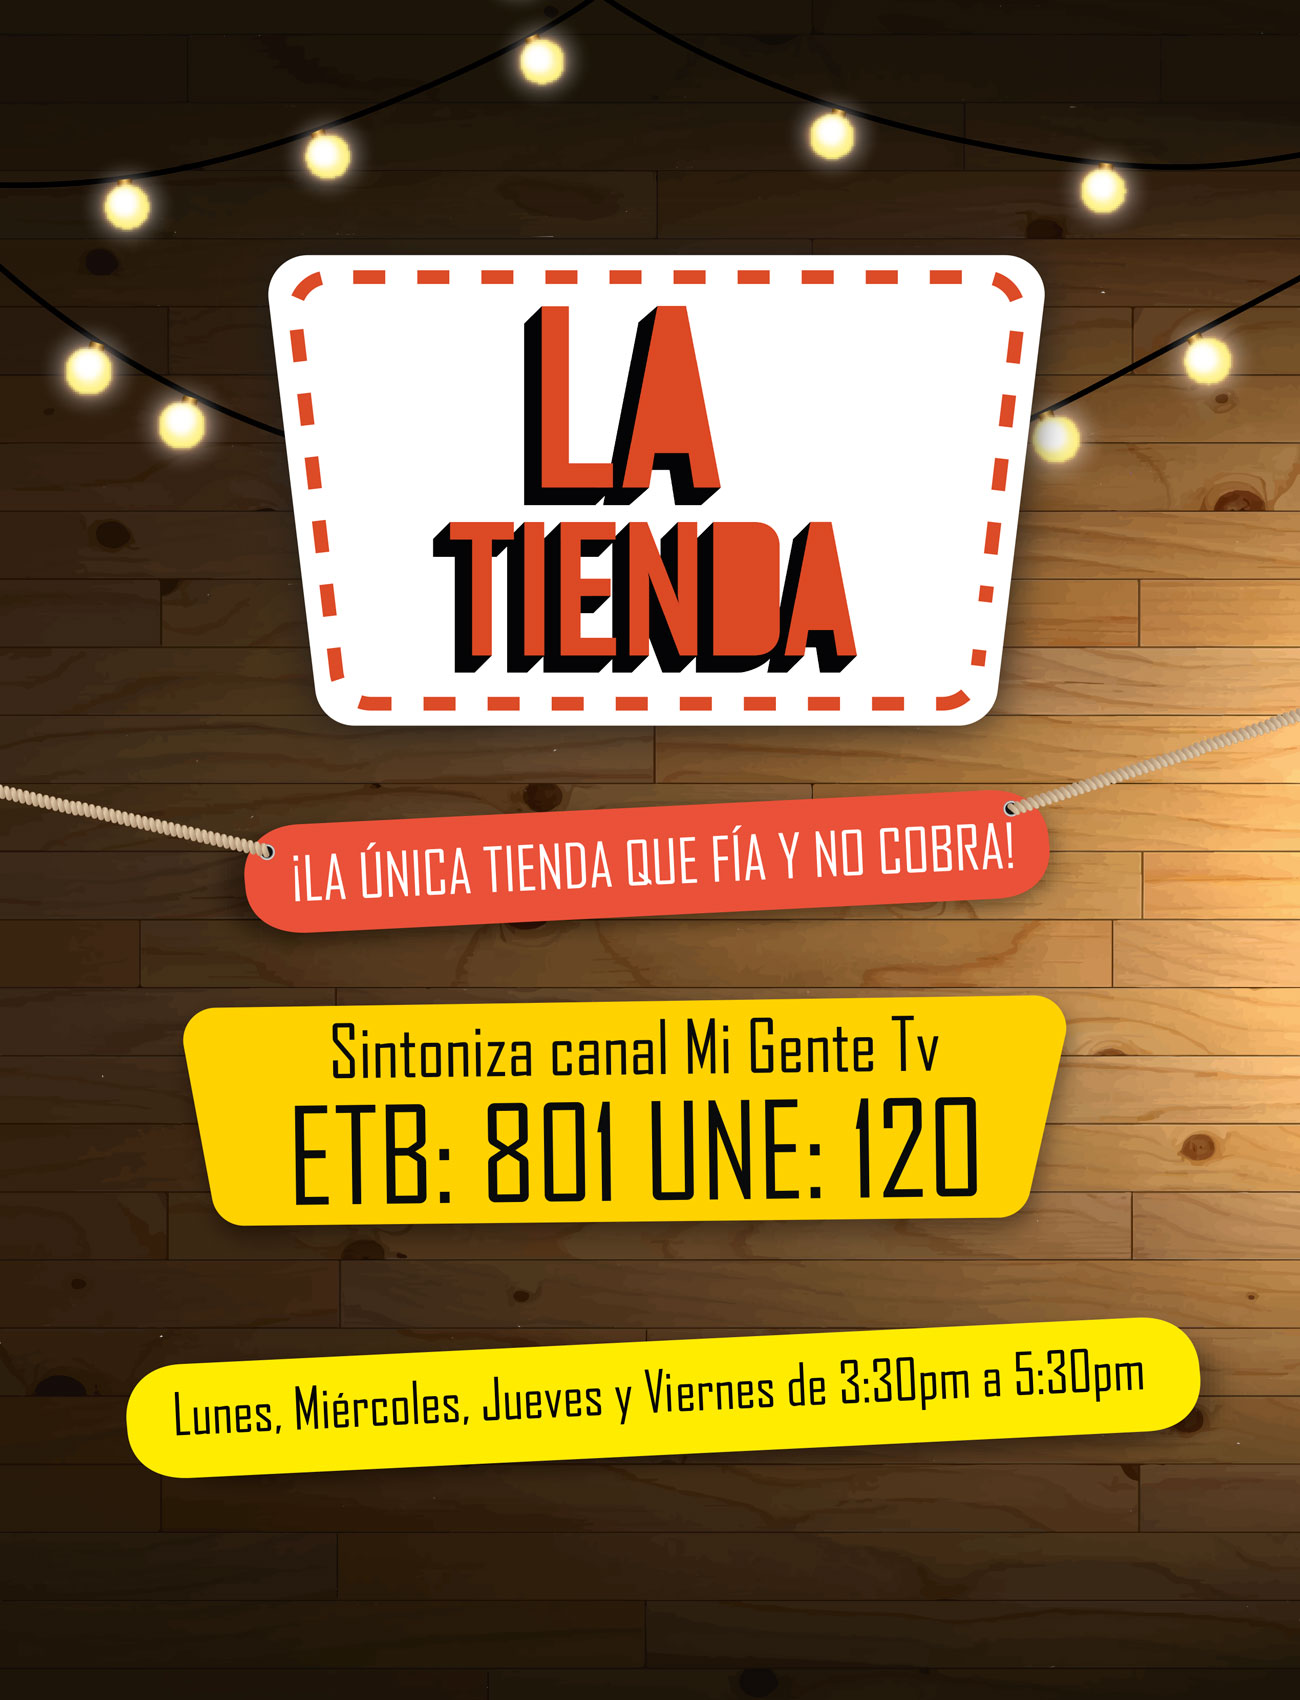 LA
TIENDA
¡LA ÚNICA TIENDA QUE FÍA Y NO COBRA!
Sintoniza canal Mi Gente Tv
ETB: 801 UNE: 120
Lunes, Miércoles, Jueves y Viernes de 3:30pm a 5:30pm